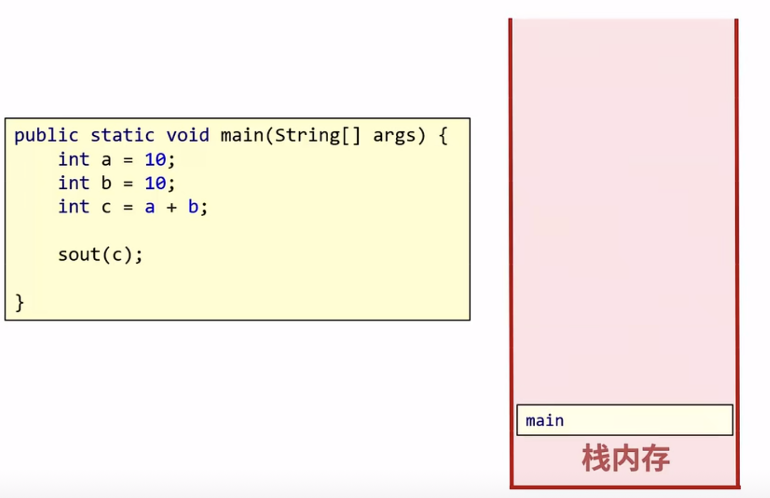 public static void main(String[] args) {
    int a = 10;
    int b = 10;
    int c = a + b;
    sout(c);
}
main
栈内存